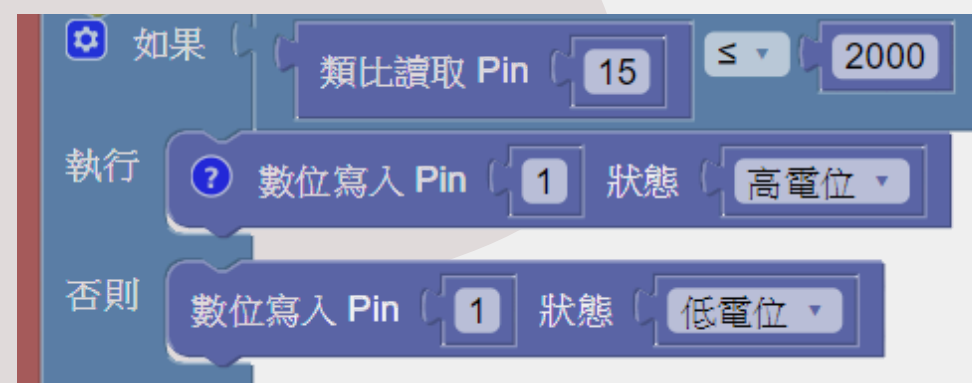 如果 類比讀取 Pin 15 ≤ 2000
執行 ? 數位寫入 Pin 1 狀態 高電位
否則 數位寫入 Pin 1 狀態 低電位